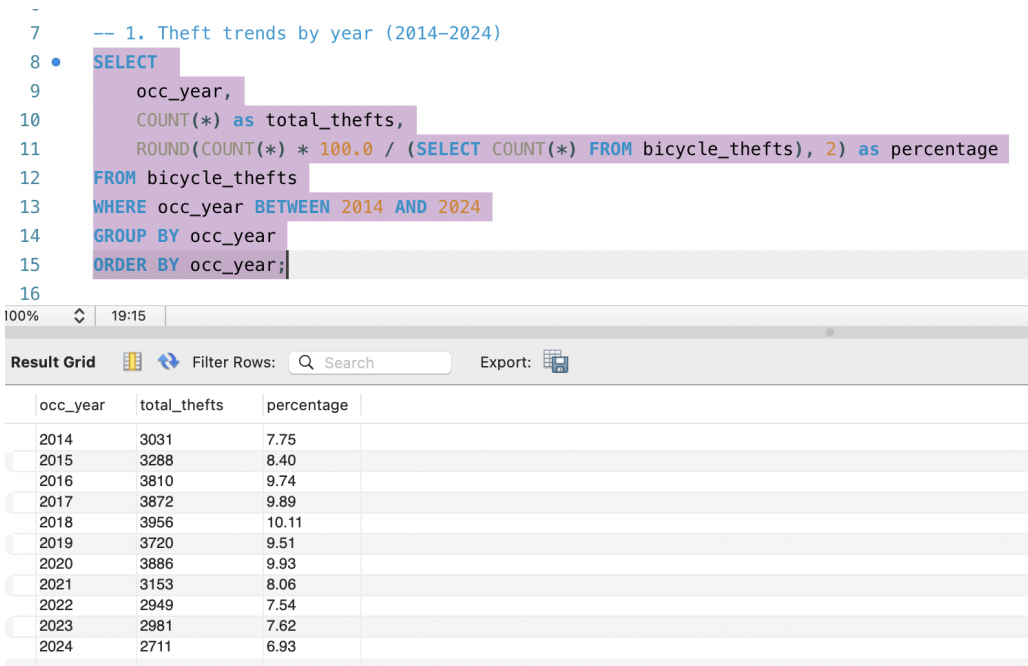 7 -- 1. Theft trends by year (2014-2024)
8 SELECT
9 occ_year,
10 COUNT(*) as total_thefts,
11 ROUND(COUNT(*) * 100.0 / (SELECT COUNT(*) FROM bicycle_thefts), 2) as percentage
12 FROM bicycle_thefts
13 WHERE occ_year BETWEEN 2014 AND 2024
14 GROUP BY occ_year
15 ORDER BY occ_year;
16
100% 19:15
Result Grid Filter Rows: Search Export:
occ_year total_thefts percentage
2014 3031 7.75
2015 3288 8.40
2016 3810 9.74
2017 3872 9.89
2018 3956 10.11
2019 3720 9.51
2020 3886 9.93
2021 3153 8.06
2022 2949 7.54
2023 2981 7.62
2024 2711 6.93